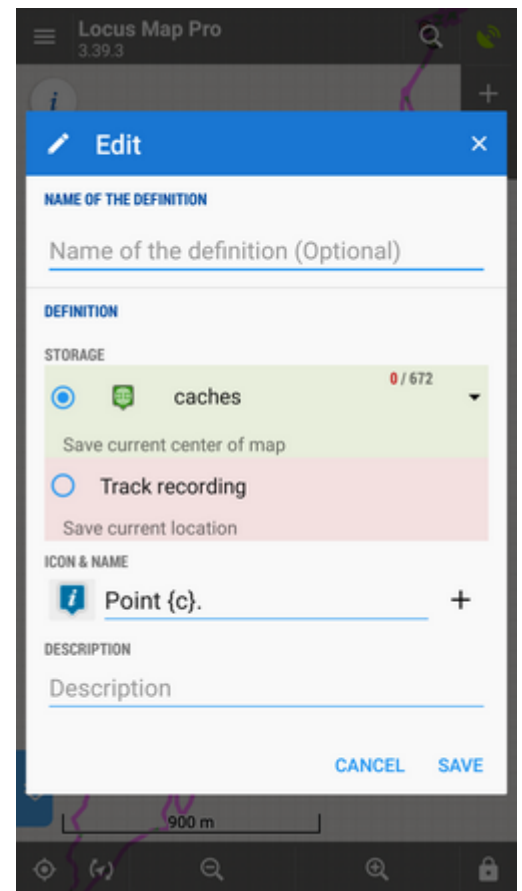 Locus Map Pro
3.39.3
Edit
NAME OF THE DEFINITION
Name of the definition (Optional)
DEFINITION
STORAGE
caches
0 / 672
Save current center of map
Track recording
Save current location
ICON & NAME
Point {c}.
DESCRIPTION
Description
CANCEL SAVE
900 m